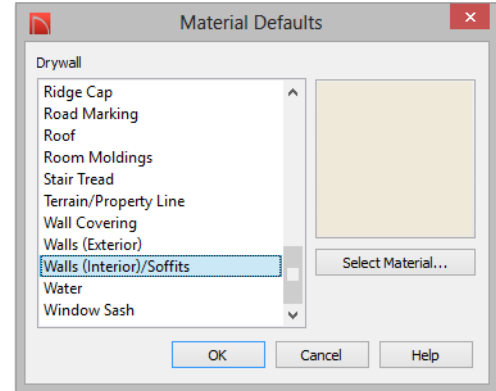 Material Defaults
Drywall
Ridge Cap
Road Marking
Roof
Room Moldings
Stair Tread
Terrain/Property Line
Wall Covering
Walls (Exterior)
Walls (Interior)/Soffits
Water
Window Sash
Select Material...
OK
Cancel
Help